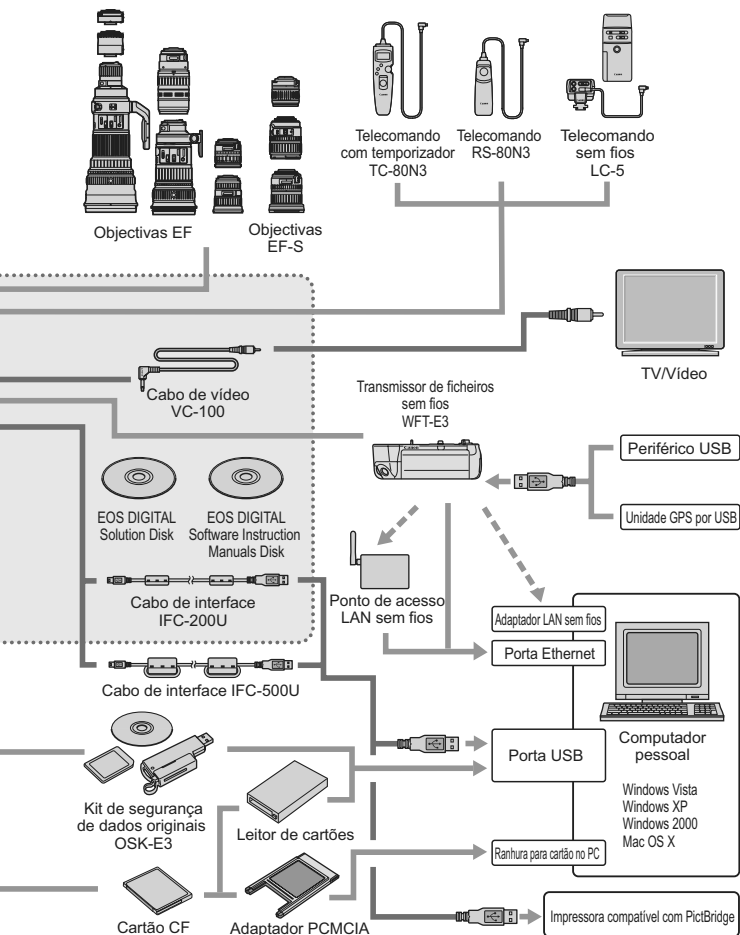 Telecomando
com temporizador
TC-80N3
Telecomando
RS-80N3
Telecomando
sem fios
LC-5
Objectivas EF
Objectivas
EF-S
TV/Vídeo
Cabo de vídeo
VC-100
Transmissor de ficheiros
sem fios
WFT-E3
Periférico USB
Unidade GPS por USB
EOS DIGITAL
Solution Disk
EOS DIGITAL
Software Instruction
Manuals Disk
Cabo de interface
IFC-200U
Ponto de acesso
LAN sem fios
Adaptador LAN sem fios
Porta Ethernet
Cabo de interface IFC-500U
Porta USB
Computador
pessoal
Windows Vista
Windows XP
Windows 2000
Mac OS X
Kit de segurança
de dados originais
OSK-E3
Leitor de cartões
Ranhura para cartão no PC
Cartão CF
Adaptador PCMCIA
Impressora compatível com PictBridge